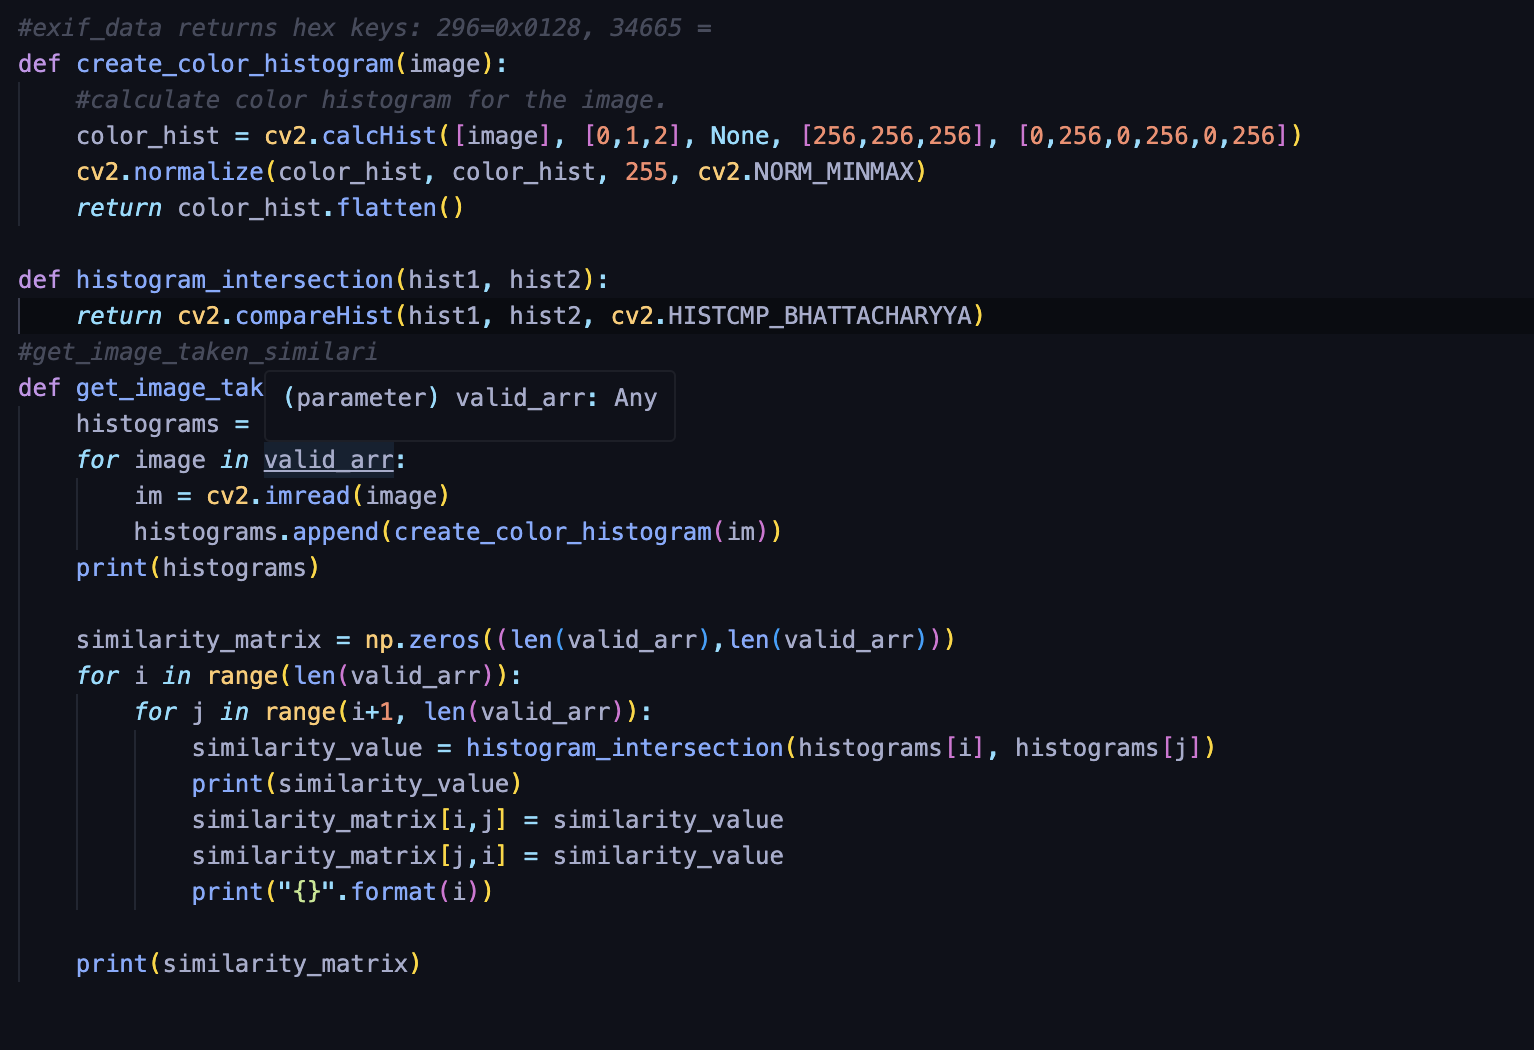 #exif_data returns hex keys: 296=0x0128, 34665 =
def create_color_histogram(image):
    #calculate color histogram for the image.
    color_hist = cv2.calcHist([image], [0,1,2], None, [256,256,256], [0,256,0,256,0,256])
    cv2.normalize(color_hist, color_hist, 255, cv2.NORM_MINMAX)
    return color_hist.flatten()

def histogram_intersection(hist1, hist2):
    return cv2.compareHist(hist1, hist2, cv2.HISTCMP_BHATTACHARYYA)
#get_image_taken_similari
def get_image_tak
(parameter) valid_arr: Any
    histograms =
    for image in valid_arr:
        im = cv2.imread(image)
        histograms.append(create_color_histogram(im))
    print(histograms)

    similarity_matrix = np.zeros((len(valid_arr),len(valid_arr)))
    for i in range(len(valid_arr)):
        for j in range(i+1, len(valid_arr)):
            similarity_value = histogram_intersection(histograms[i], histograms[j])
            print(similarity_value)
            similarity_matrix[i,j] = similarity_value
            similarity_matrix[j,i] = similarity_value
            print("{}".format(i))

    print(similarity_matrix)